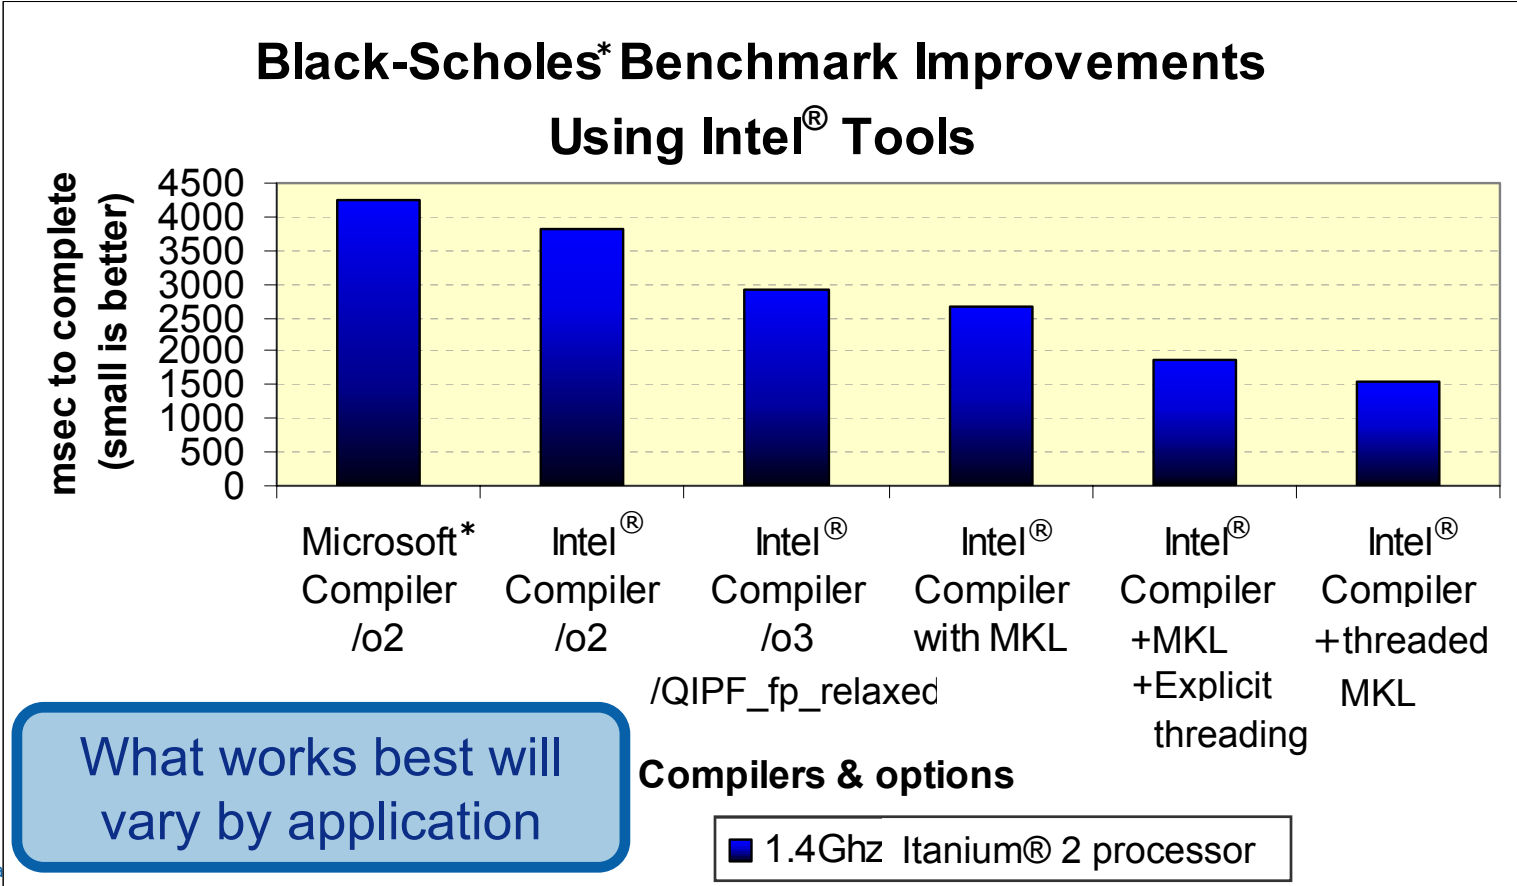 Black-Scholes* Benchmark Improvements
Using Intel® Tools
msec to complete
(small is better)
4500
4000
3500
3000
2500
2000
1500
1000
500
0
Microsoft*
Compiler
/o2
Intel®
Compiler
/o2
Intel®
Compiler
/o3
/QIPF_fp_relaxed
Intel®
Compiler
with MKL
Intel®
Compiler
+MKL
+Explicit
threading
Intel®
Compiler
+threaded
MKL
What works best will
vary by application
Compilers & options
1.4Ghz Itanium® 2 processor